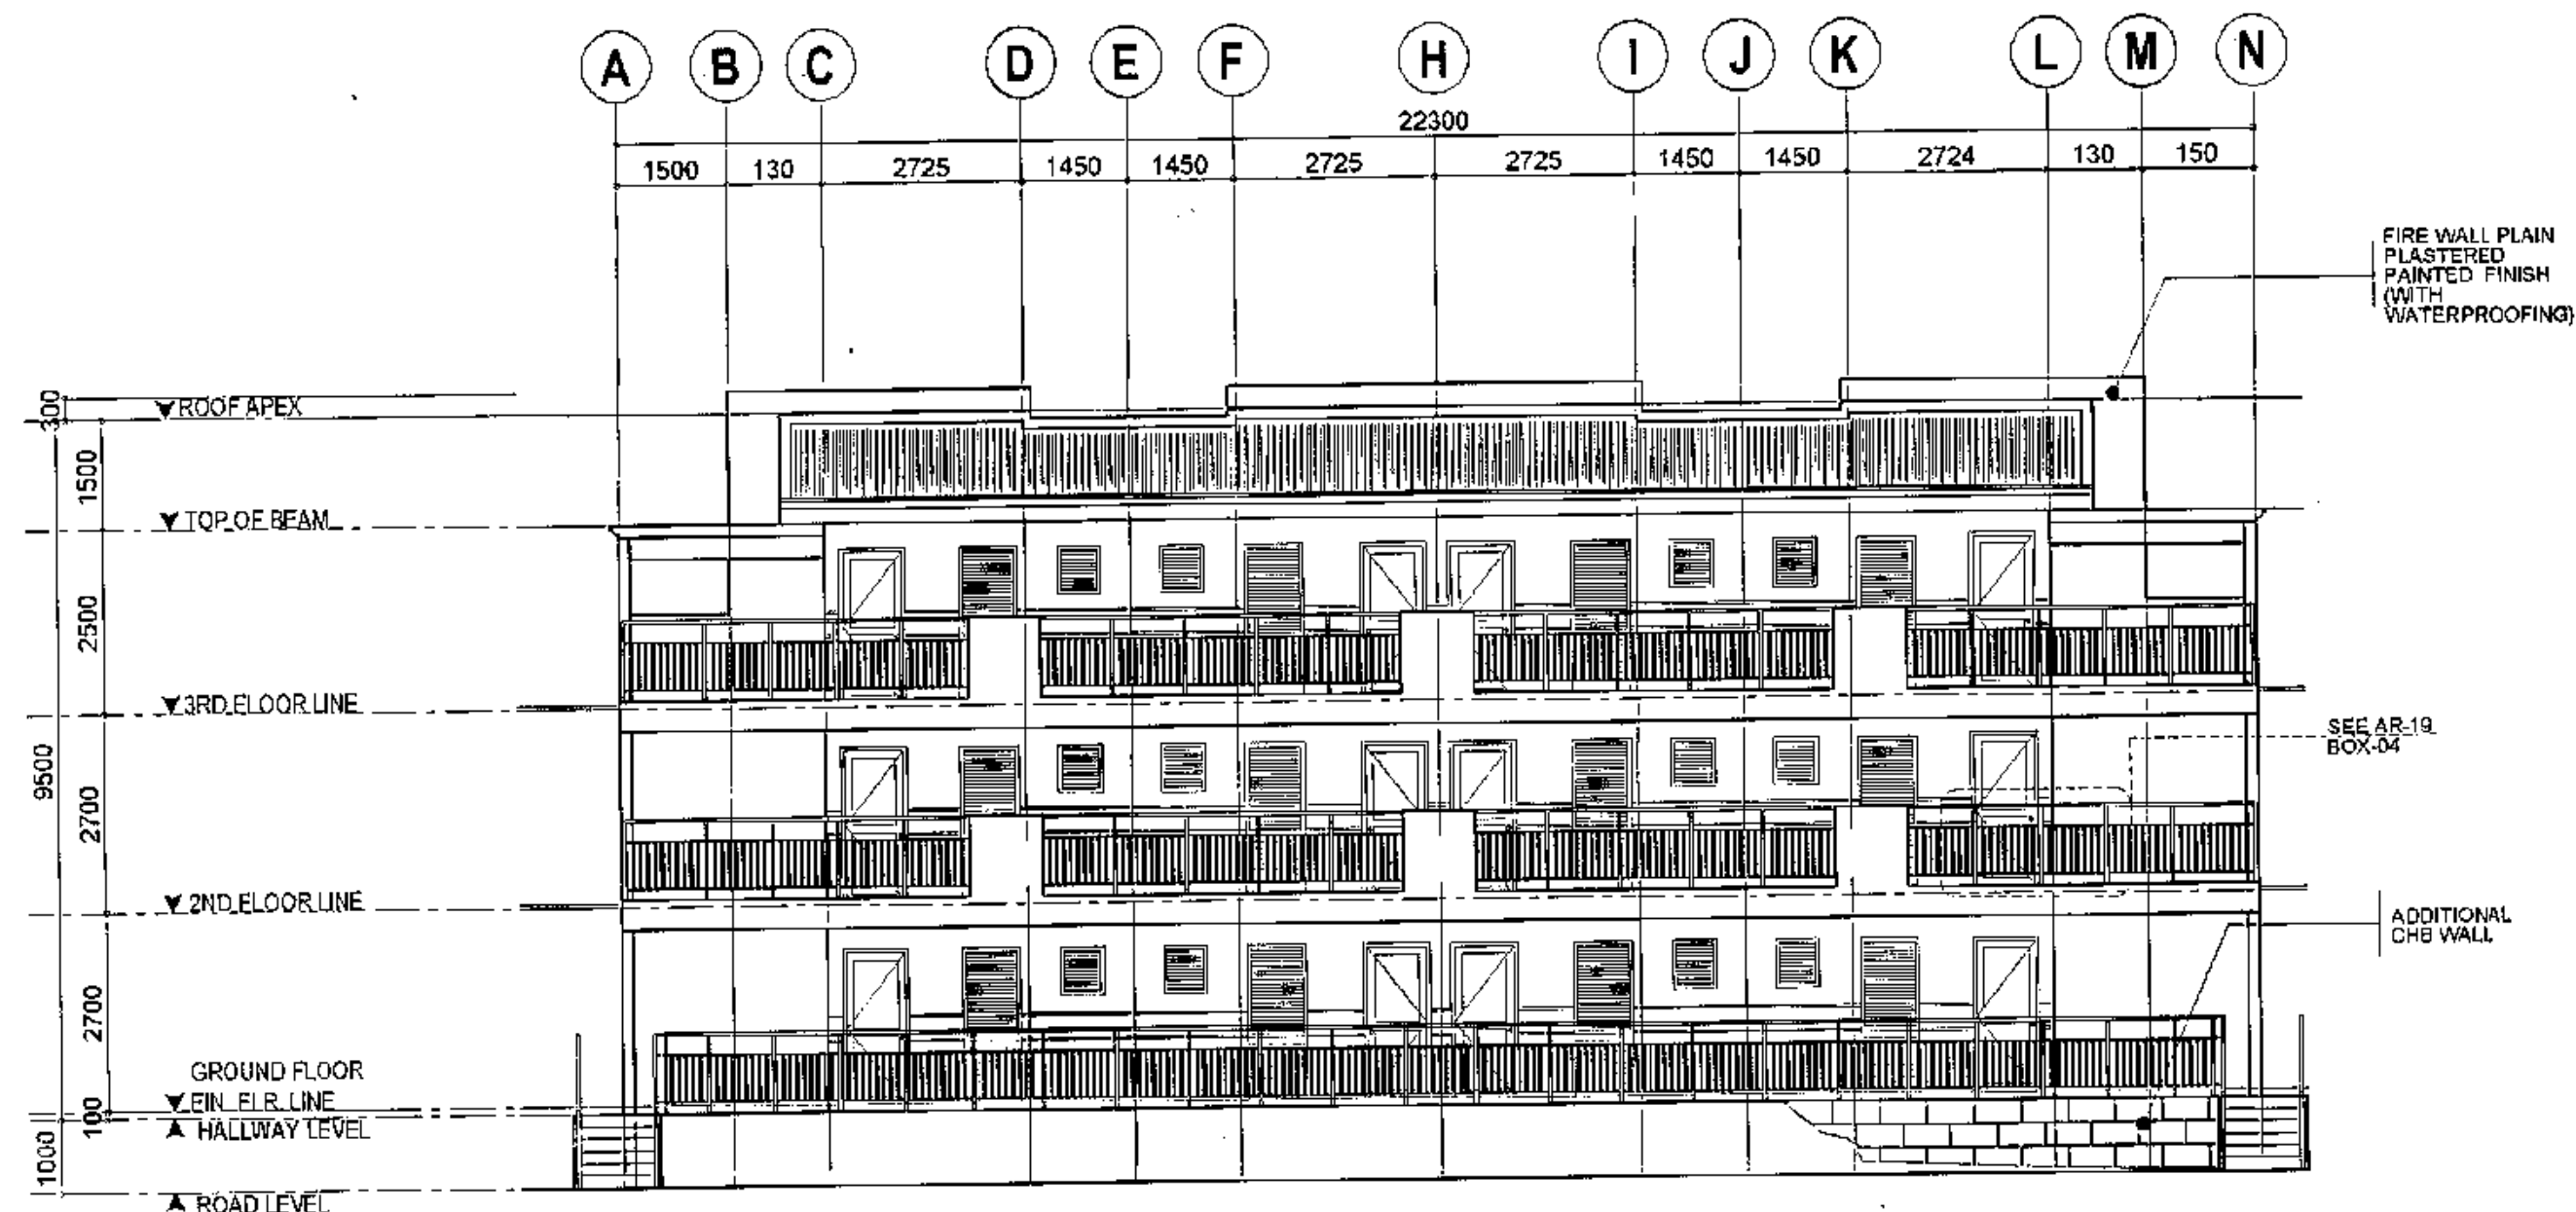 A B C D E F H I J K L M N
22300
1500 130 2725 1450 1450 2725 2725 1450 1450 2724 130 150
FIRE WALL PLAIN
PLASTERED
PAINTED FINISH
(WITH
WATERPROOFING)
300
ROOF APEX
1500
TOP OF BEAM
2500
3RD FLOOR LINE
SEE AR-19
BOX-04
9500
2700
2ND FLOOR LINE
ADDITIONAL
CHB WALL
2700
GROUND FLOOR
FIN. FLR. LINE
100
HALLWAY LEVEL
1000
ROAD LEVEL